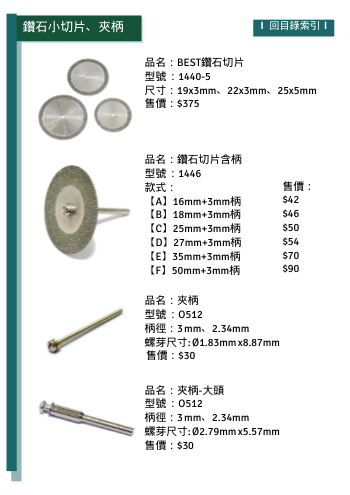 鑽石小切片、夾柄
I 回目錄索引 I
品名：BEST鑽石切片
型號：1440-5
尺寸：19x3mm、22x3mm、25x5mm
售價：$375
品名：鑽石切片含柄
型號：1446
款式： 售價：
【A】16mm+3mm柄 $42
【B】18mm+3mm柄 $46
【C】25mm+3mm柄 $50
【D】27mm+3mm柄 $54
【E】35mm+3mm柄 $70
【F】50mm+3mm柄 $90
品名：夾柄
型號：O512
柄徑：3mm、2.34mm
螺芽尺寸:Ø1.83mmx8.87mm
售價：$30
品名：夾柄-大頭
型號：O512
柄徑：3mm、2.34mm
螺芽尺寸:Ø2.79mmx5.57mm
售價：$30